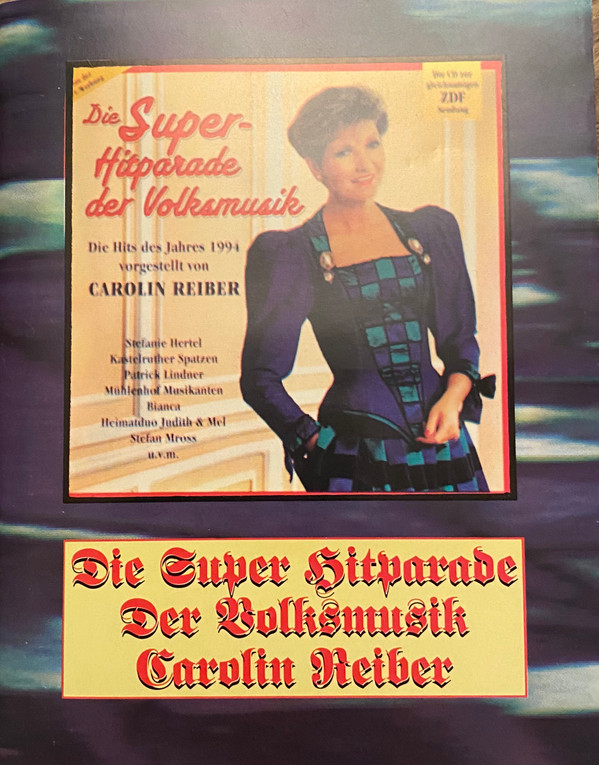 Werbung
Die CD zur
gleichnamigen
ZDF
Sendung
Die Super-
Hitparade
der Volksmusik
Die Hits des Jahres 1994
vorgestellt von
CAROLIN REIBER
Stefanie Hertel
Kastelruther Spatzen
Patrick Lindner
Mühlenhof Musikanten
Bianca
Heimatduo Judith & Mel
Stefan Mross
u.v.m.
Die Super Hitparade
Der Volksmusik
Carolin Reiber